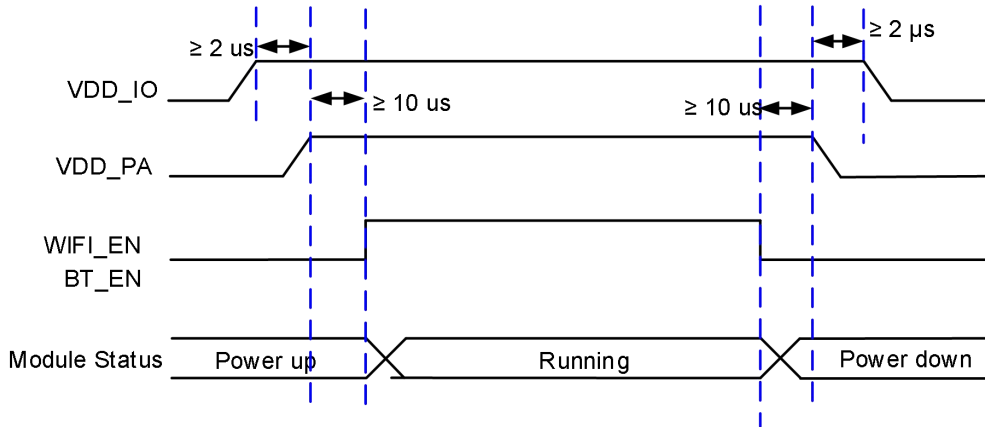 ≥ 2 us
≥ 2 µs
VDD_IO
≥ 10 us
≥ 10 us
VDD_PA
WIFI_EN
BT_EN
Module Status
Power up
Running
Power down